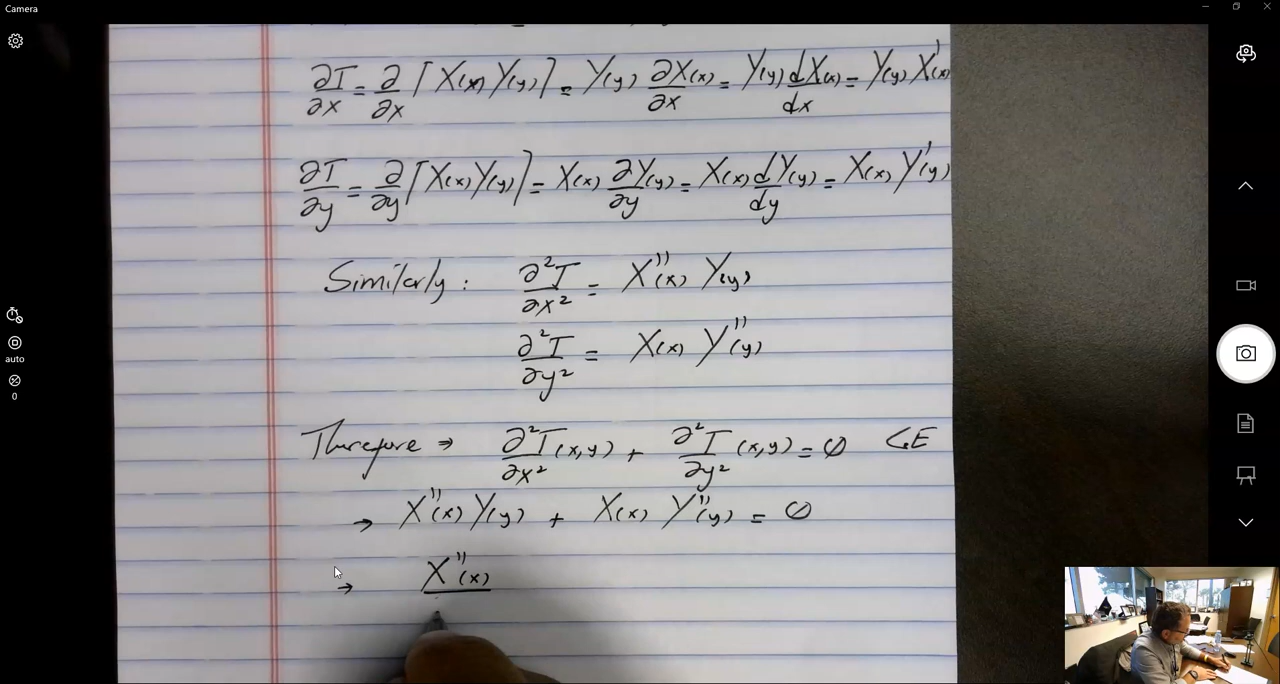 Camera
∂T/∂x = ∂/∂x [X(x) Y(y)] = Y(y) ∂X(x)/∂x = Y(y) dX(x)/dx = Y(y) X'(x)
∂T/∂y = ∂/∂y [X(x) Y(y)] = X(x) ∂Y(y)/∂y = X(x) dY(y)/dy = X(x) Y'(y)
Similarly : ∂²T/∂x² = X''(x) Y(y)
∂²T/∂y² = X(x) Y''(y)
Therefore → ∂²T/∂x² (x,y) + ∂²T/∂y² (x,y) = 0 GE
→ X''(x) Y(y) + X(x) Y''(y) = 0
→ X''(x)
auto
0